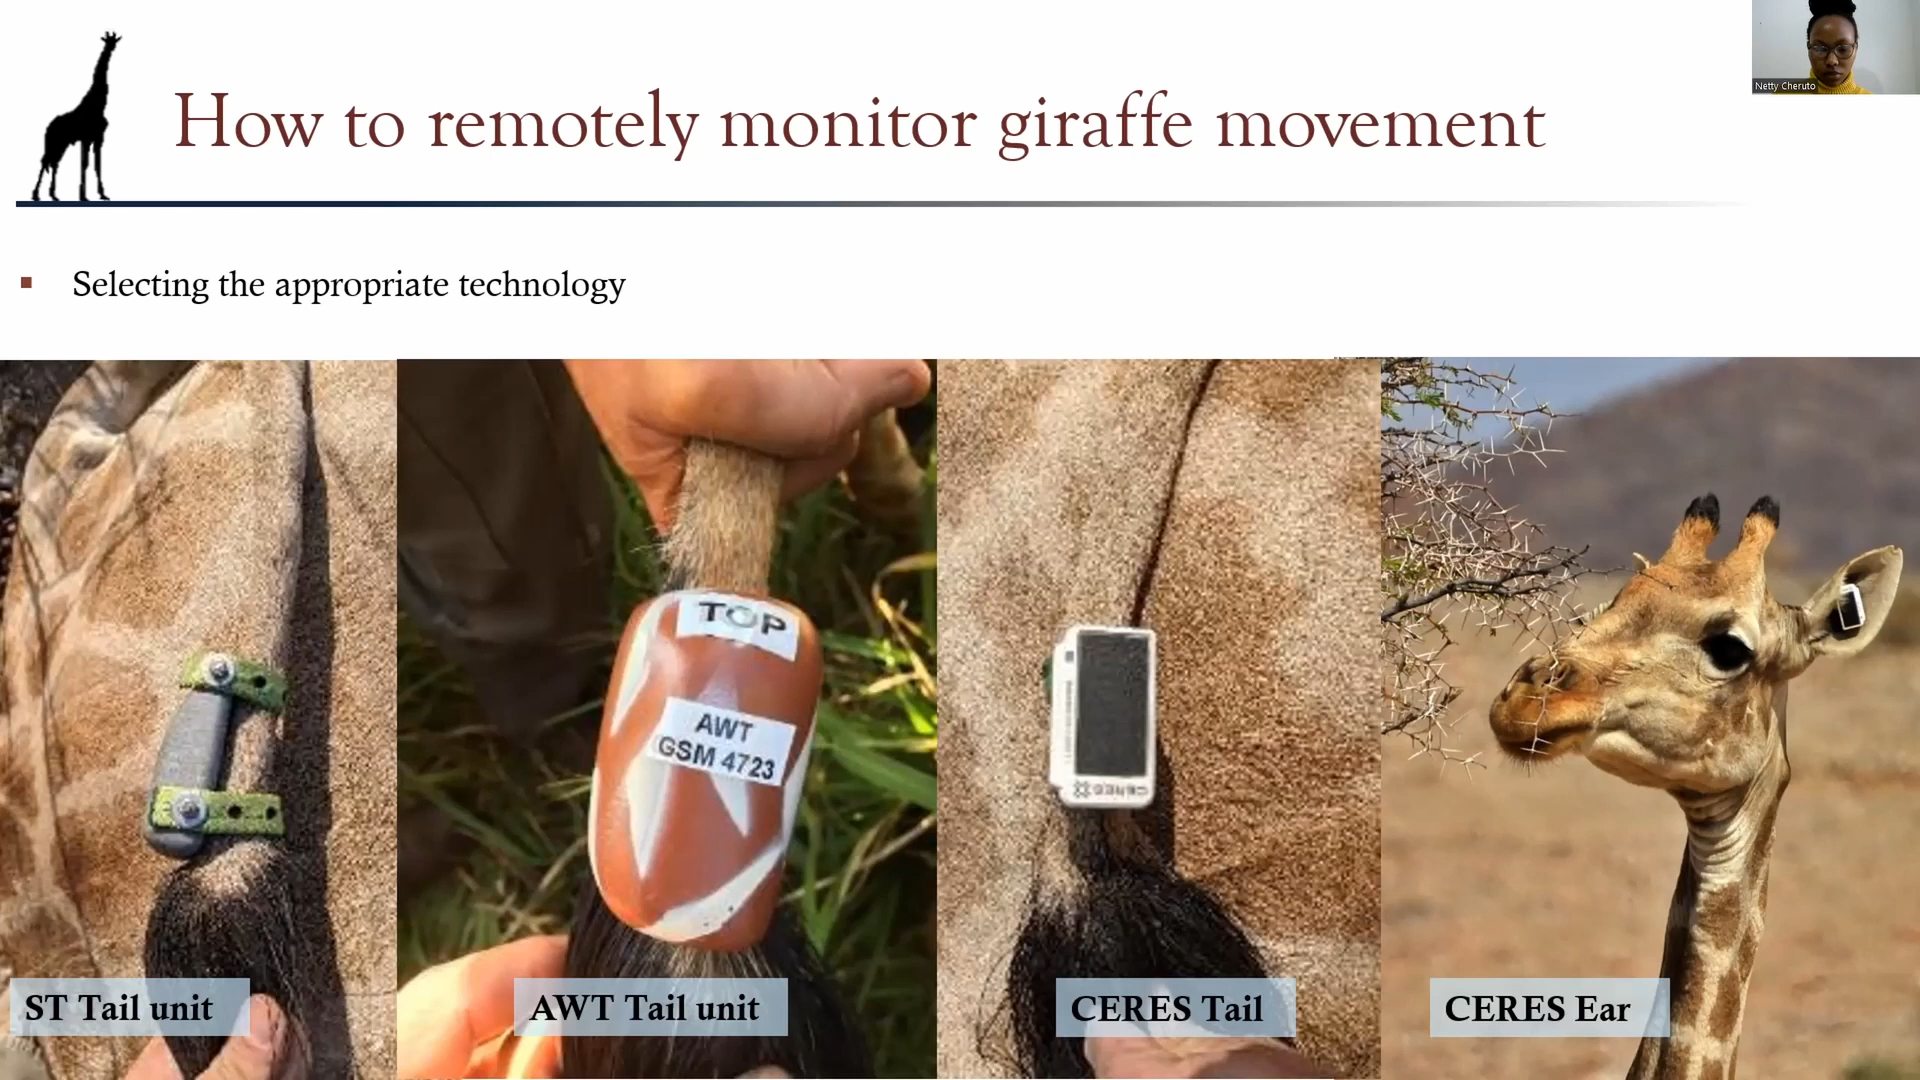 How to remotely monitor giraffe movement
Netty Cheruto
Selecting the appropriate technology
TOP
AWT
GSM 4723
CERES
ST Tail unit
AWT Tail unit
CERES Tail
CERES Ear